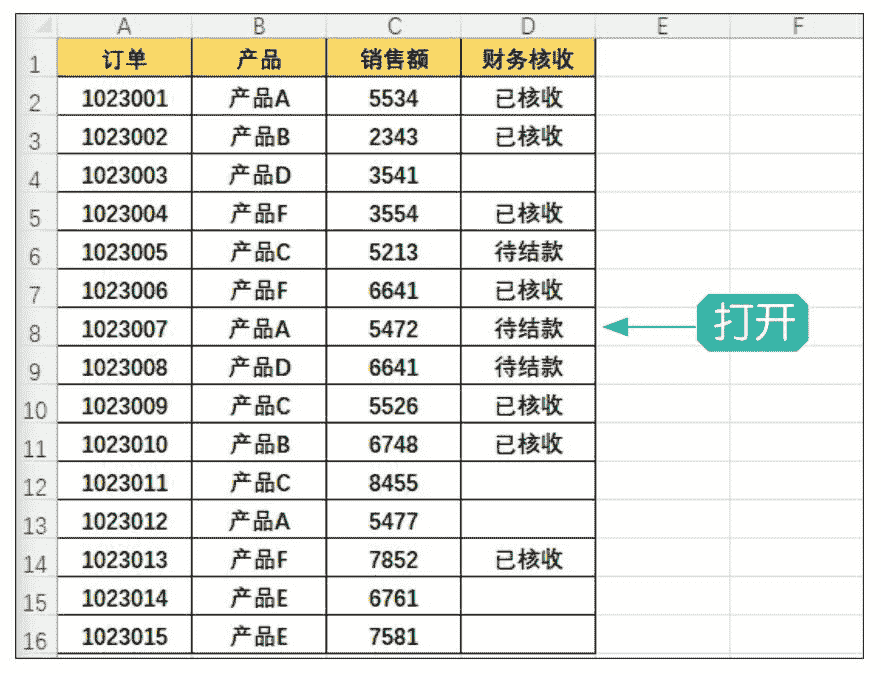 A B C D E F
1 订单 产品 销售额 财务核收
2 1023001 产品A 5534 已核收
3 1023002 产品B 2343 已核收
4 1023003 产品D 3541
5 1023004 产品F 3554 已核收
6 1023005 产品C 5213 待结款
7 1023006 产品F 6641 已核收
8 1023007 产品A 5472 待结款 打开
9 1023008 产品D 6641 待结款
10 1023009 产品C 5526 已核收
11 1023010 产品B 6748 已核收
12 1023011 产品C 8455
13 1023012 产品A 5477
14 1023013 产品F 7852 已核收
15 1023014 产品E 6761
16 1023015 产品E 7581